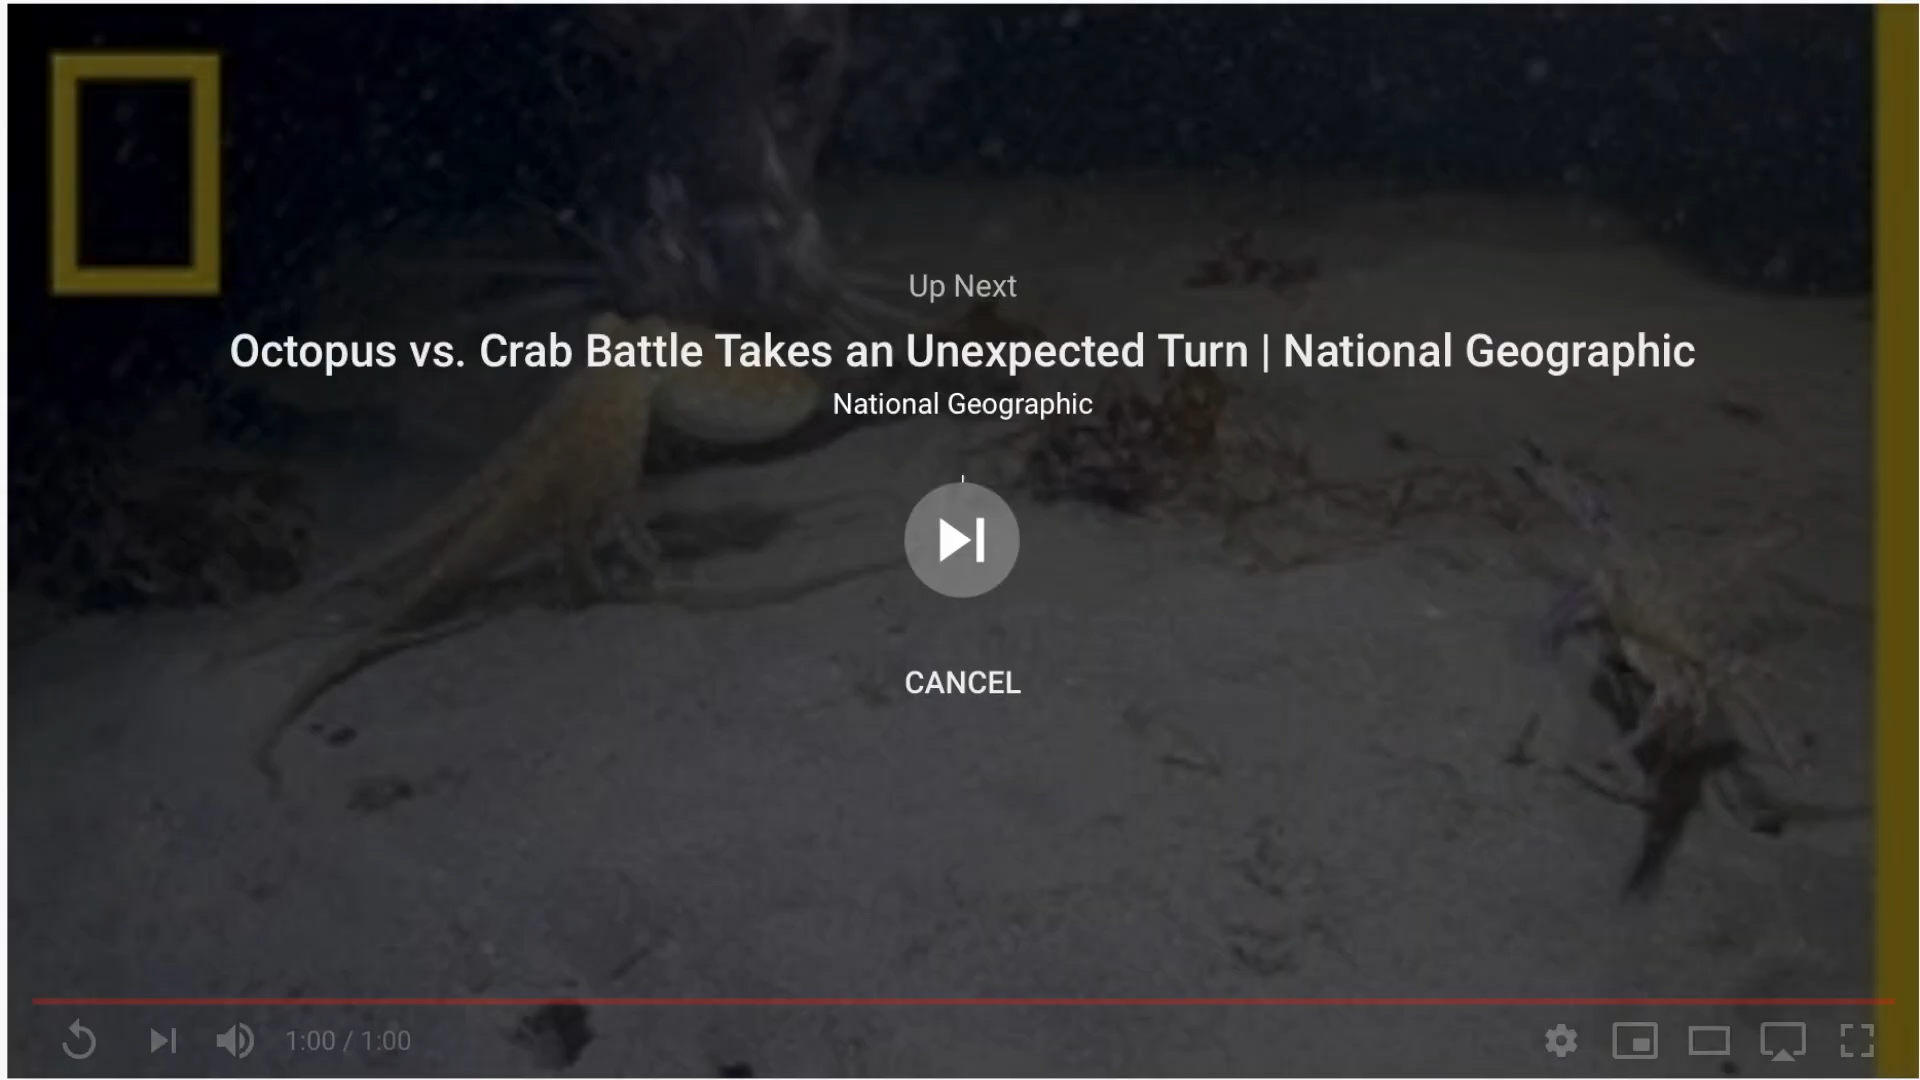 Up Next
Octopus vs. Crab Battle Takes an Unexpected Turn | National Geographic
National Geographic
CANCEL
1:00 / 1:00